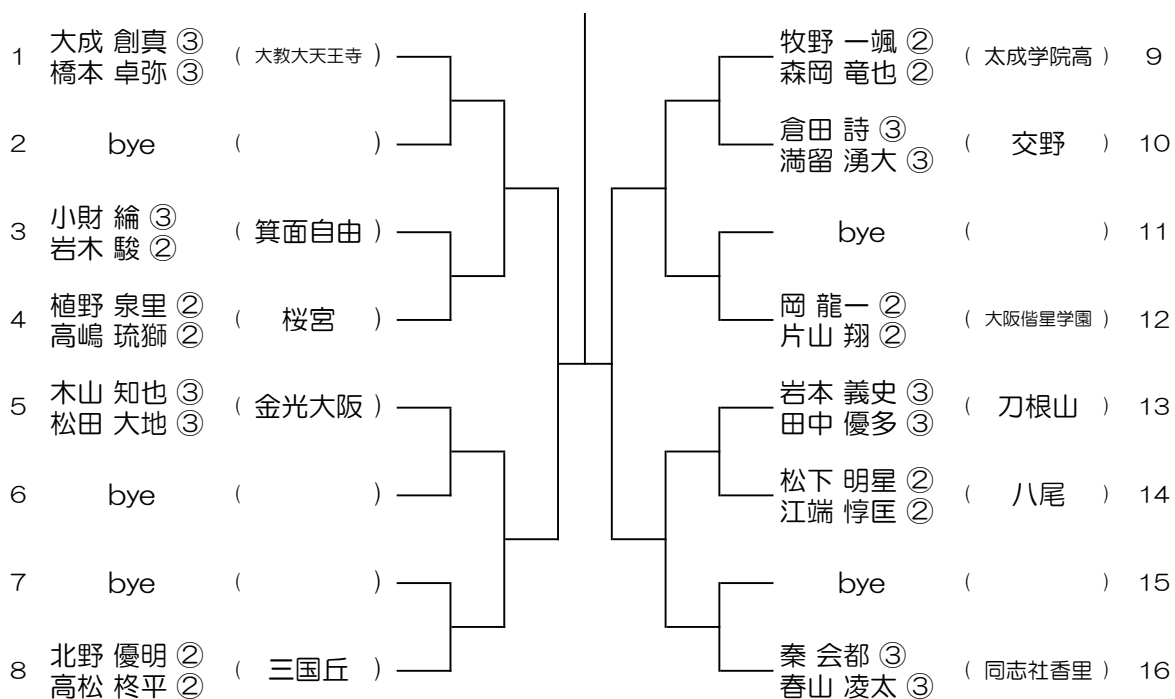 1 大成 創真 ③ ( 大教大天王寺 )
橋本 卓弥 ③
2 bye ( )
3 小財 綸 ③ ( 箕面自由 )
岩木 駿 ②
4 植野 泉里 ② ( 桜宮 )
高嶋 琉獅 ②
5 木山 知也 ③ ( 金光大阪 )
松田 大地 ③
6 bye ( )
7 bye ( )
8 北野 優明 ② ( 三国丘 )
高松 柊平 ②
牧野 一颯 ② ( 太成学院高 ) 9
森岡 竜也 ②
倉田 詩 ③ ( 交野 ) 10
満留 湧大 ③
bye ( ) 11
岡 龍一 ② ( 大阪偕星学園 ) 12
片山 翔 ②
岩本 義史 ③ ( 刀根山 ) 13
田中 優多 ③
松下 明星 ② ( 八尾 ) 14
江端 惇匡 ②
bye ( ) 15
秦 会都 ③ ( 同志社香里 ) 16
春山 凌太 ③